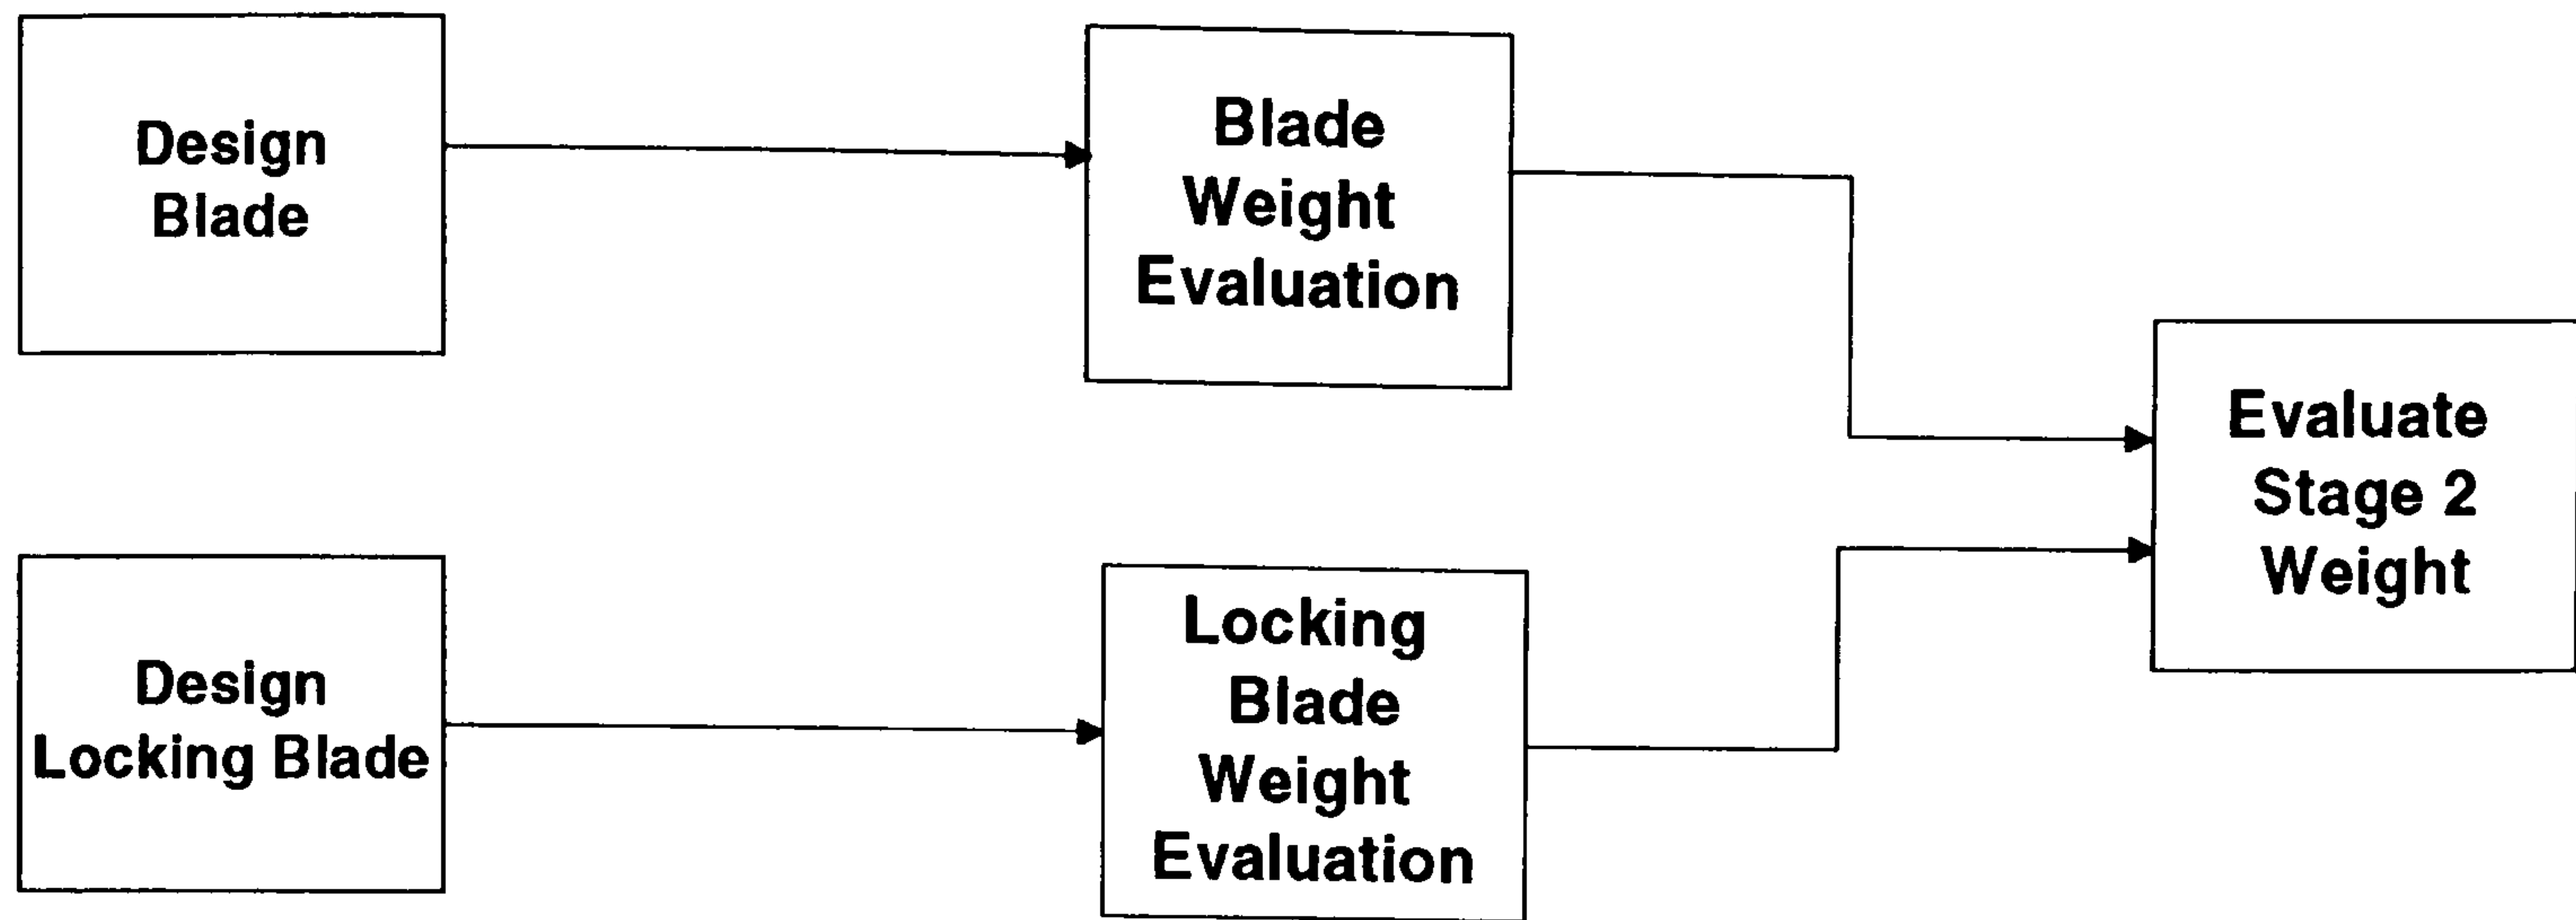 Design
Blade
Blade
Weight
Evaluation
Evaluate
Stage 2
Weight
Design
Locking Blade
Locking
Blade
Weight
Evaluation